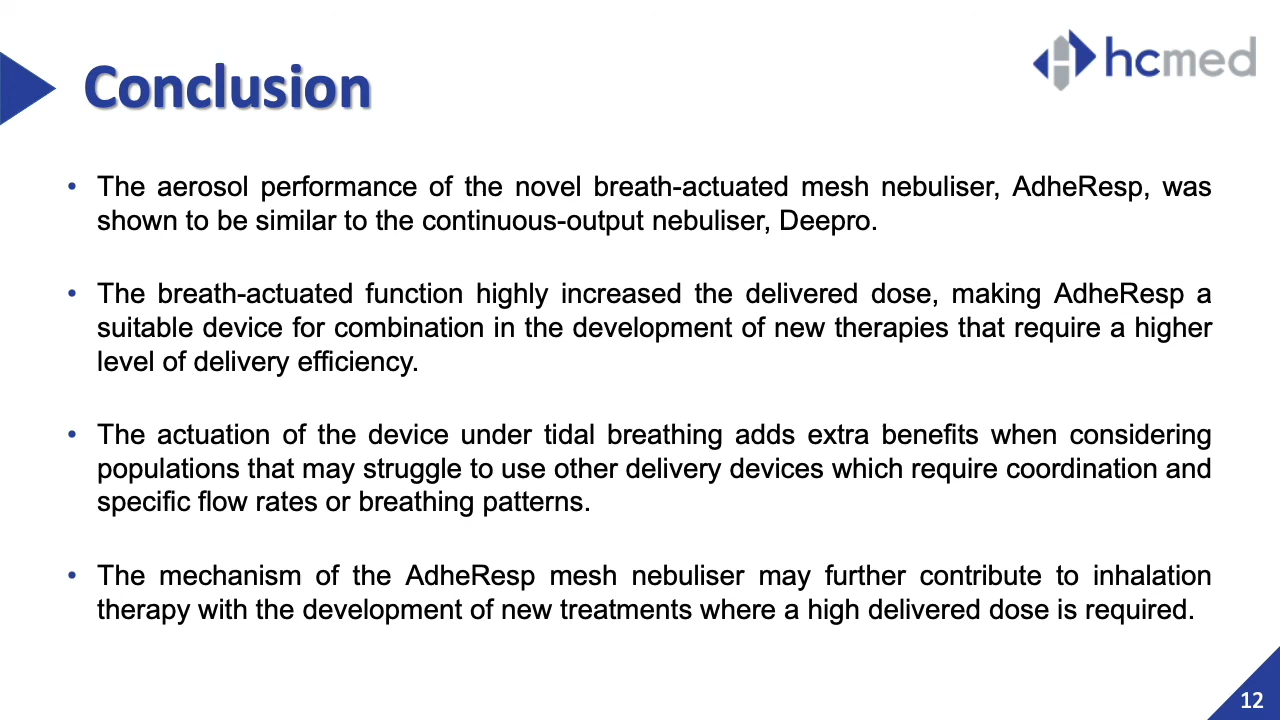 hcmed
Conclusion
• The aerosol performance of the novel breath-actuated mesh nebuliser, AdheResp, was
shown to be similar to the continuous-output nebuliser, Deepro.
• The breath-actuated function highly increased the delivered dose, making AdheResp a
suitable device for combination in the development of new therapies that require a higher
level of delivery efficiency.
• The actuation of the device under tidal breathing adds extra benefits when considering
populations that may struggle to use other delivery devices which require coordination and
specific flow rates or breathing patterns.
• The mechanism of the AdheResp mesh nebuliser may further contribute to inhalation
therapy with the development of new treatments where a high delivered dose is required.
12